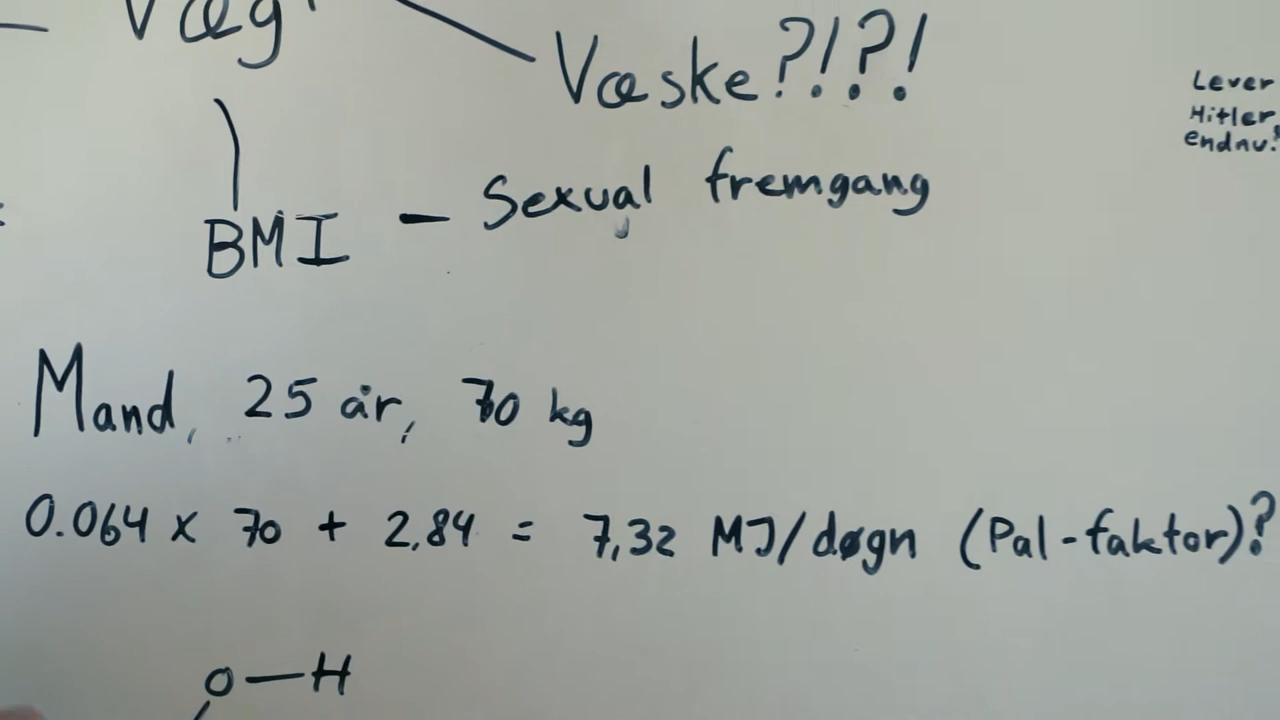 Væg
Væske?!?!
Lever
Hitler
endnu?
BMI - Sexual fremgang
Mand, 25 år, 70 kg
0.064 x 70 + 2,84 = 7,32 MJ/døgn (Pal-faktor)?
O-H